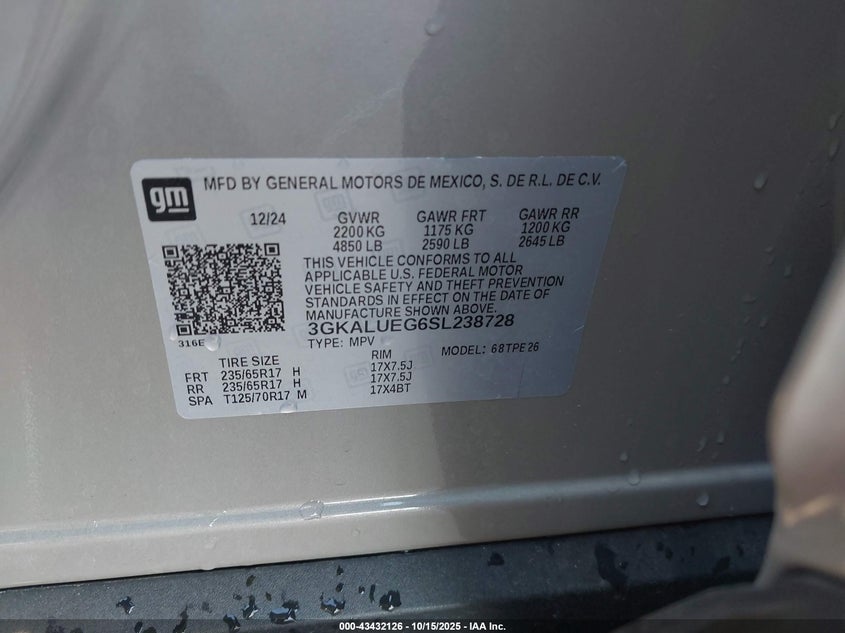 gm MFD BY GENERAL MOTORS DE MEXICO, S. DE R.L. DE C.V.
12/24 GVWR GAWR FRT GAWR RR
2200 KG 1175 KG 1200 KG
4850 LB 2590 LB 2645 LB
THIS VEHICLE CONFORMS TO ALL
APPLICABLE U.S. FEDERAL MOTOR
VEHICLE SAFETY AND THEFT PREVENTION
STANDARDS IN EFFECT ON THE DATE OF
MANUFACTURE SHOWN ABOVE.
3GKALUEG6SL238728
316E TYPE: MPV MODEL: 68TPE26
TIRE SIZE RIM
FRT 235/65R17 H 17X7.5J
RR 235/65R17 H 17X7.5J
SPA T125/70R17 M 17X4BT
000-43432126 - 10/15/2025 - IAA Inc.